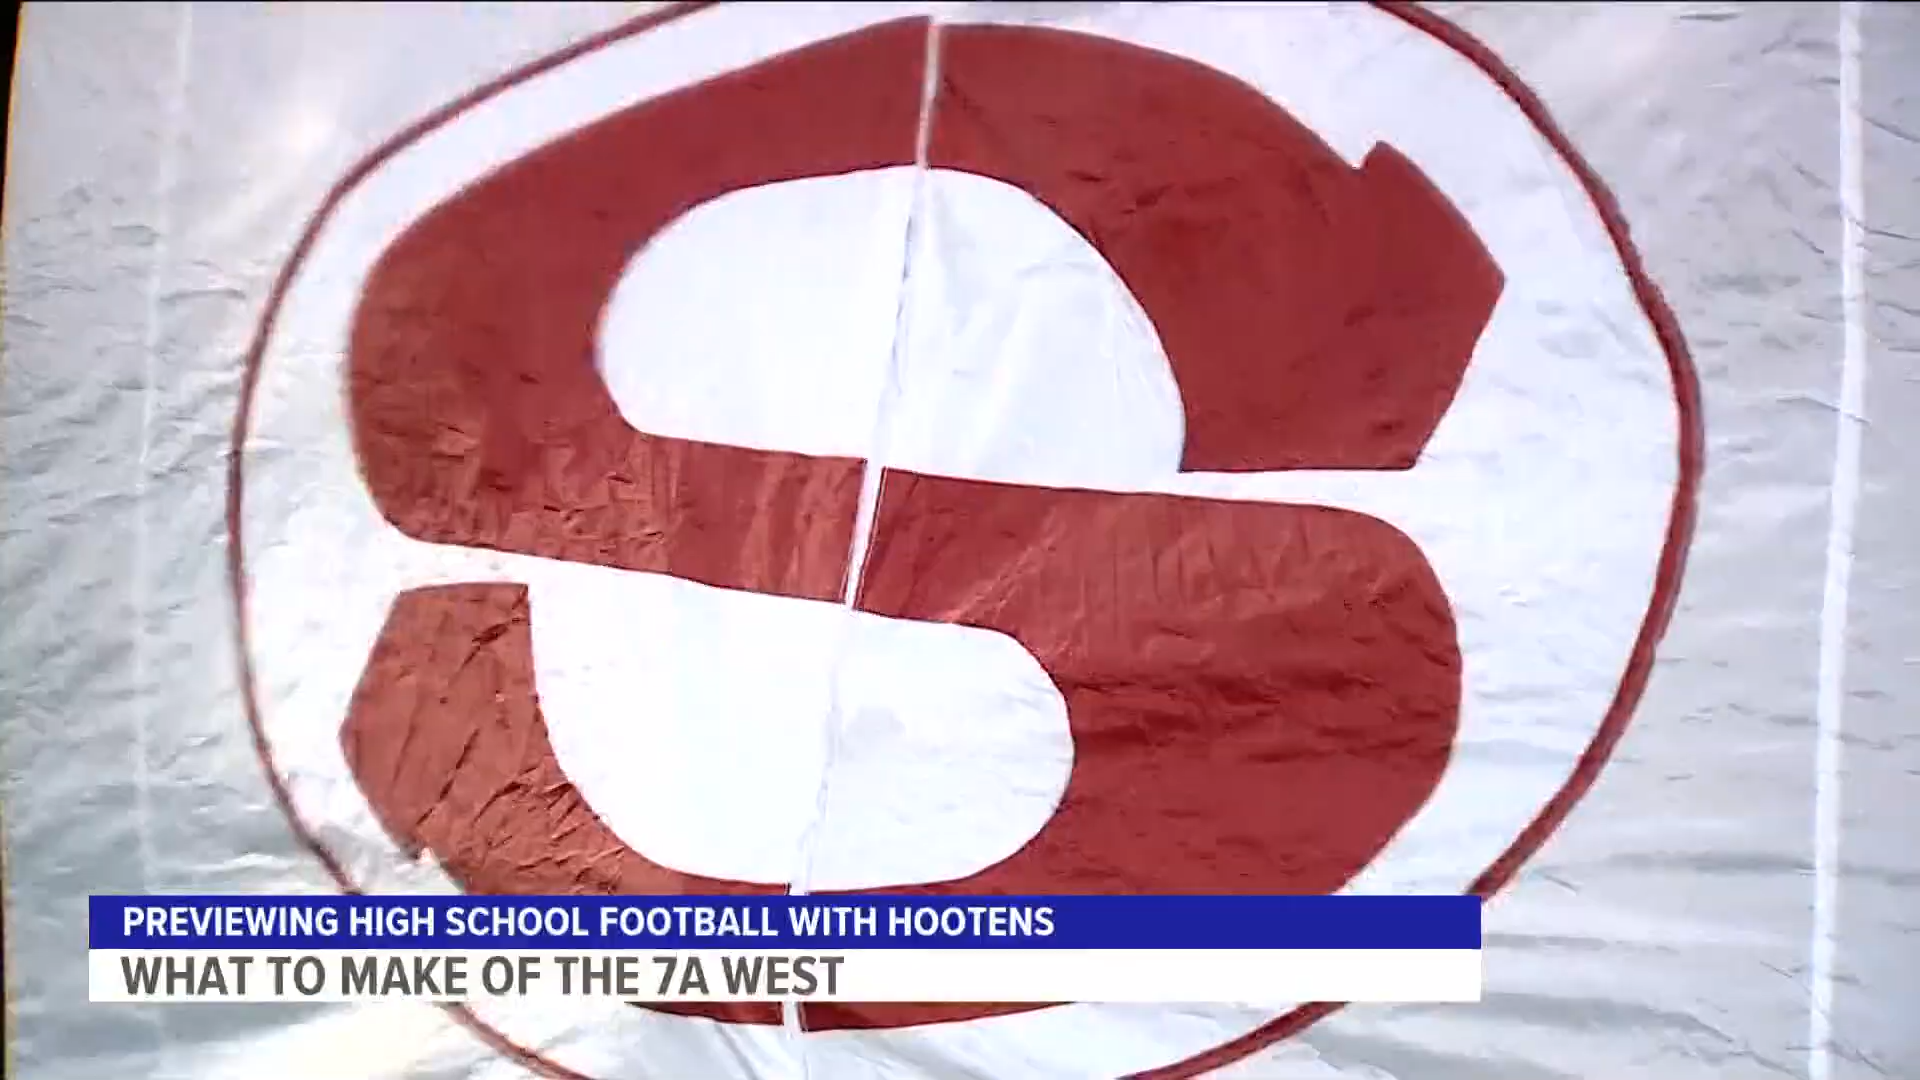 S
PREVIEWING HIGH SCHOOL FOOTBALL WITH HOOTENS
WHAT TO MAKE OF THE 7A WEST